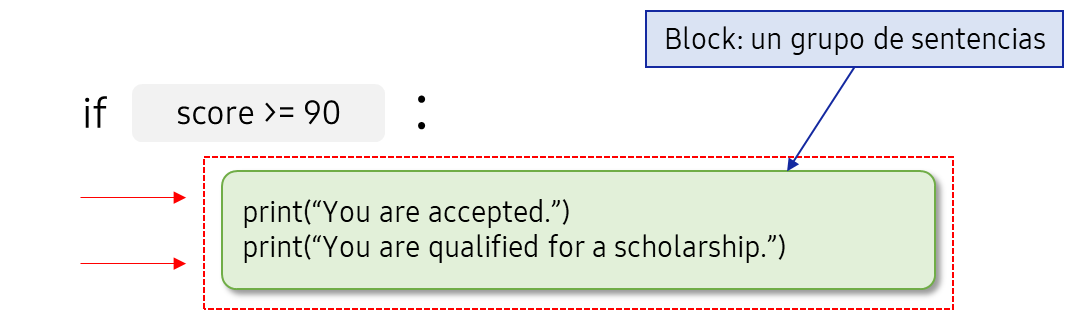 Block: un grupo de sentencias
if score >= 90 :
print(“You are accepted.”)
print(“You are qualified for a scholarship.”)